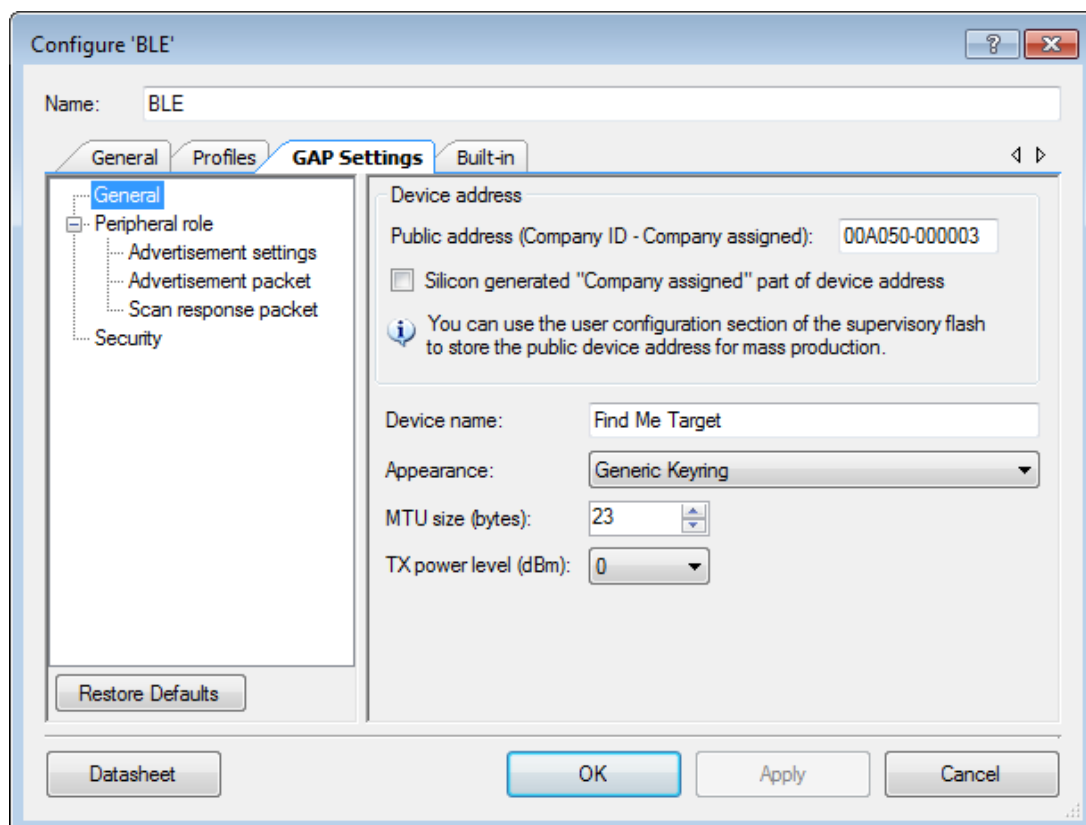 Configure 'BLE'
?
Name: BLE
General Profiles GAP Settings Built-in
General
Peripheral role
Advertisement settings
Advertisement packet
Scan response packet
Security
Restore Defaults
Device address
Public address (Company ID - Company assigned): 00A050-000003
Silicon generated "Company assigned" part of device address
You can use the user configuration section of the supervisory flash
to store the public device address for mass production.
Device name: Find Me Target
Appearance: Generic Keyring
MTU size (bytes): 23
TX power level (dBm): 0
Datasheet OK Apply Cancel